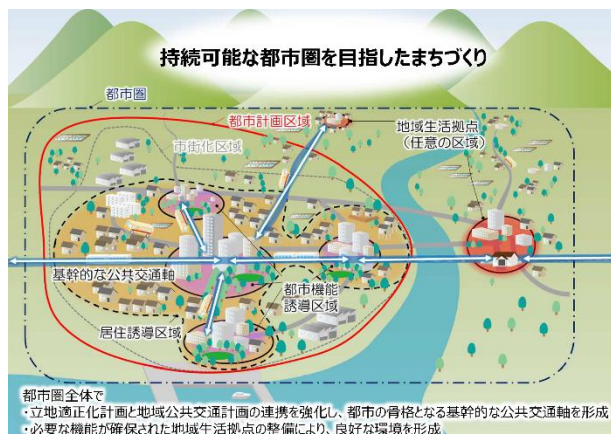 持続可能な都市圏を目指したまちづくり
都市圏
都市計画区域
市街化区域
地域生活拠点
(任意の区域)
基幹的な公共交通軸
都市機能
誘導区域
居住誘導区域
都市圏全体で
・立地適正化計画と地域公共交通計画の連携を強化し、都市の骨格となる基幹的な公共交通軸を形成
・必要な機能が確保された地域生活拠点の整備により、良好な環境を形成